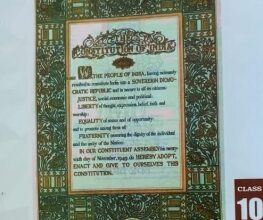 CONSTITUTION OF INDIA
WE, THE PEOPLE OF INDIA, having solemnly
resolved to constitute India into a SOVEREIGN DEMO-
CRATIC REPUBLIC and to secure to all its citizens:
JUSTICE, social, economic and political;
LIBERTY of thought, expression, belief, faith and
worship;
EQUALITY of status and of opportunity;
and to promote among them all
FRATERNITY assuring the dignity of the individual
and the unity of the Nation;
IN OUR CONSTITUENT ASSEMBLY this twenty-
sixth day of November, 1949, do HEREBY ADOPT,
ENACT AND GIVE TO OURSELVES THIS
CONSTITUTION.
CLASS
10